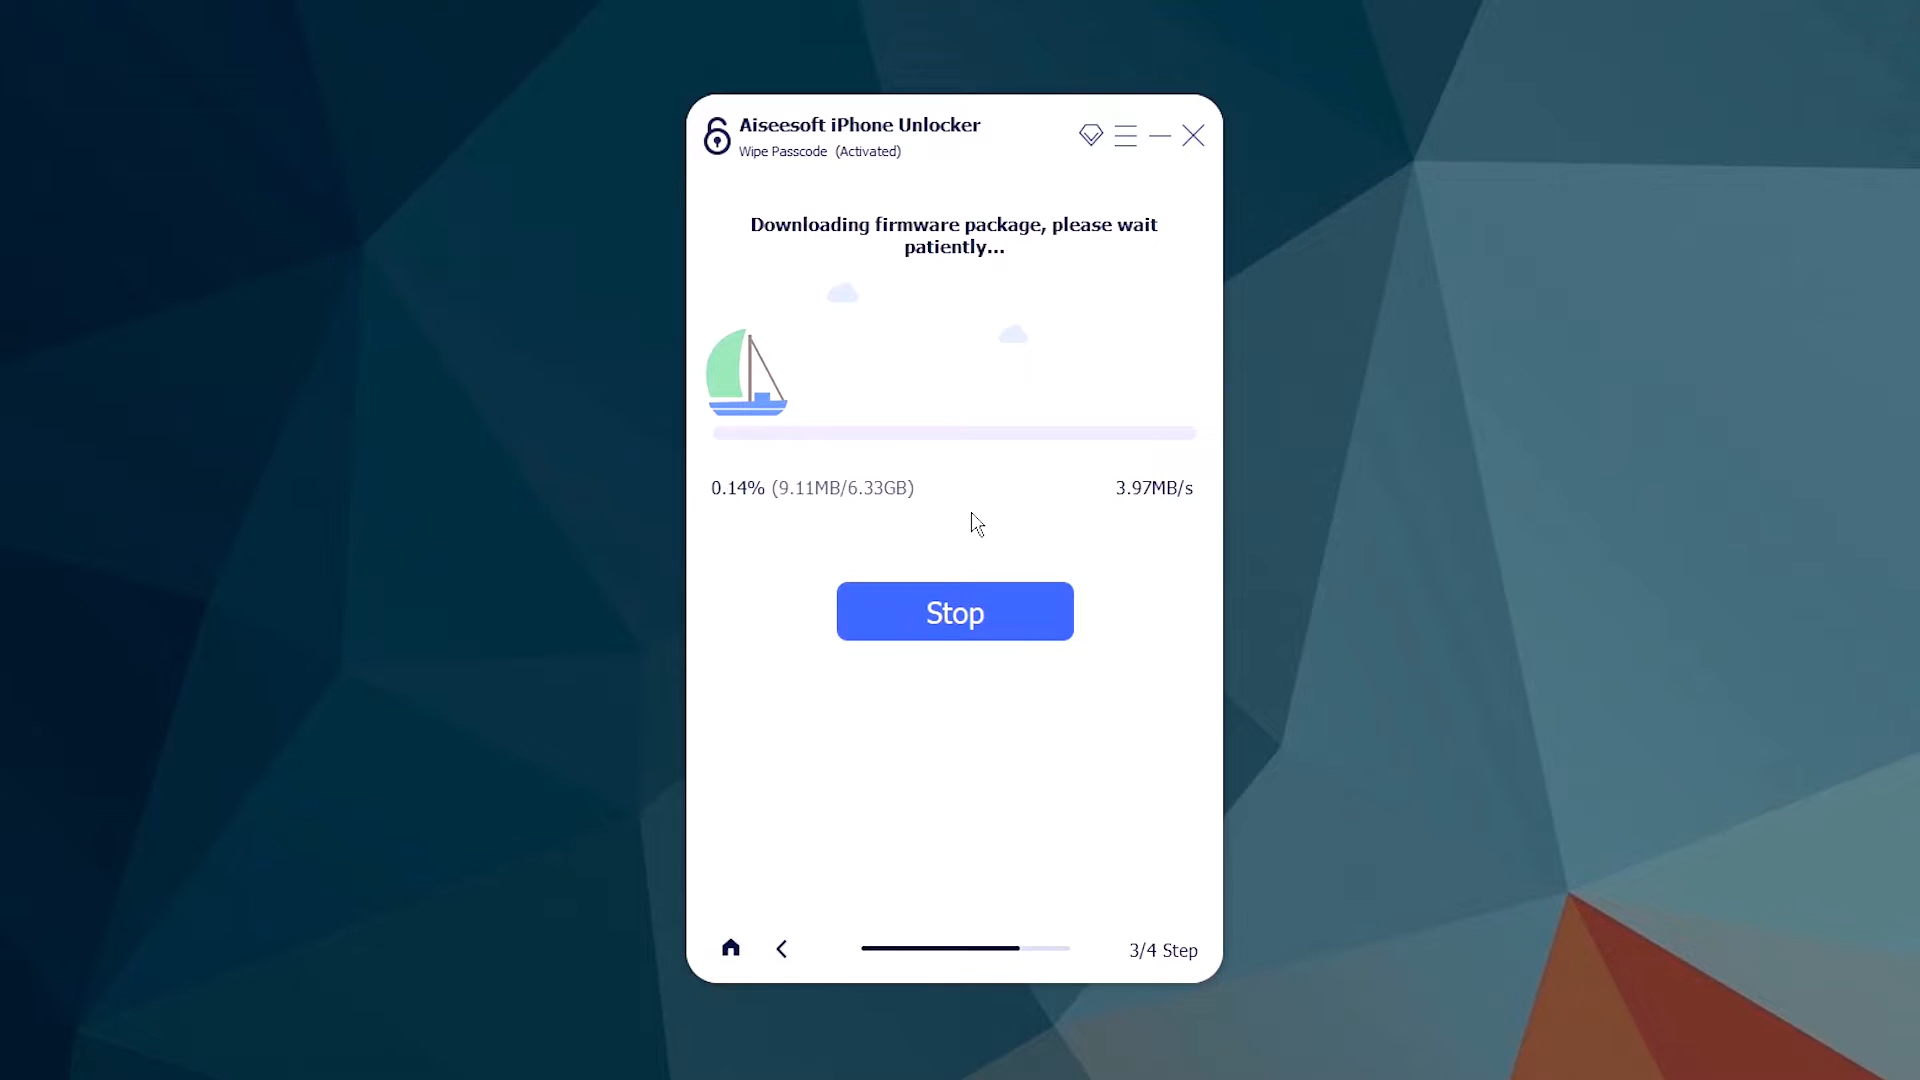 Aiseesoft iPhone Unlocker
Wipe Passcode (Activated)
Downloading firmware package, please wait
patiently...
0.14% (9.11MB/6.33GB) 3.97MB/s
Stop
3/4 Step